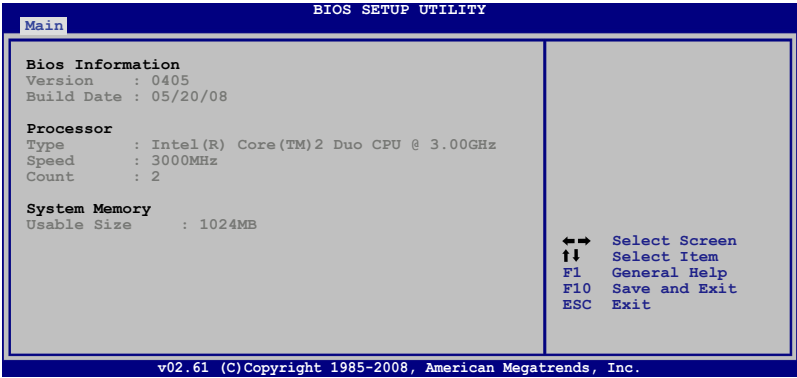 BIOS SETUP UTILITY
Main
Bios Information
Version : 0405
Build Date : 05/20/08
Processor
Type : Intel(R) Core(TM)2 Duo CPU @ 3.00GHz
Speed : 3000MHz
Count : 2
System Memory
Usable Size : 1024MB
←→ Select Screen
↑↓ Select Item
F1 General Help
F10 Save and Exit
ESC Exit
v02.61 (C)Copyright 1985-2008, American Megatrends, Inc.